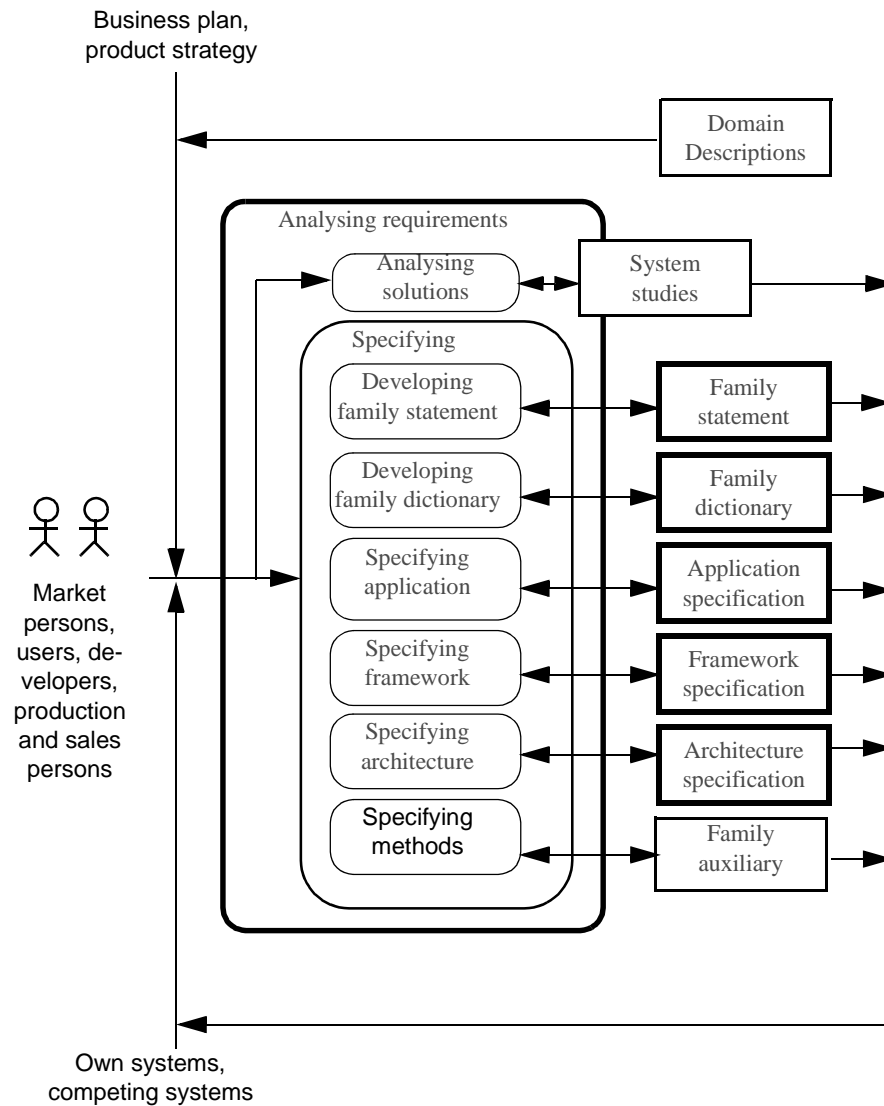 Business plan,
product strategy
Domain
Descriptions
Analysing requirements
Analysing
solutions
System
studies
Specifying
Developing
family statement
Family
statement
Developing
family dictionary
Family
dictionary
Specifying
application
Application
specification
Market
persons,
users, de-
velopers,
production
and sales
persons
Specifying
framework
Framework
specification
Specifying
architecture
Architecture
specification
Specifying
methods
Family
auxiliary
Own systems,
competing systems